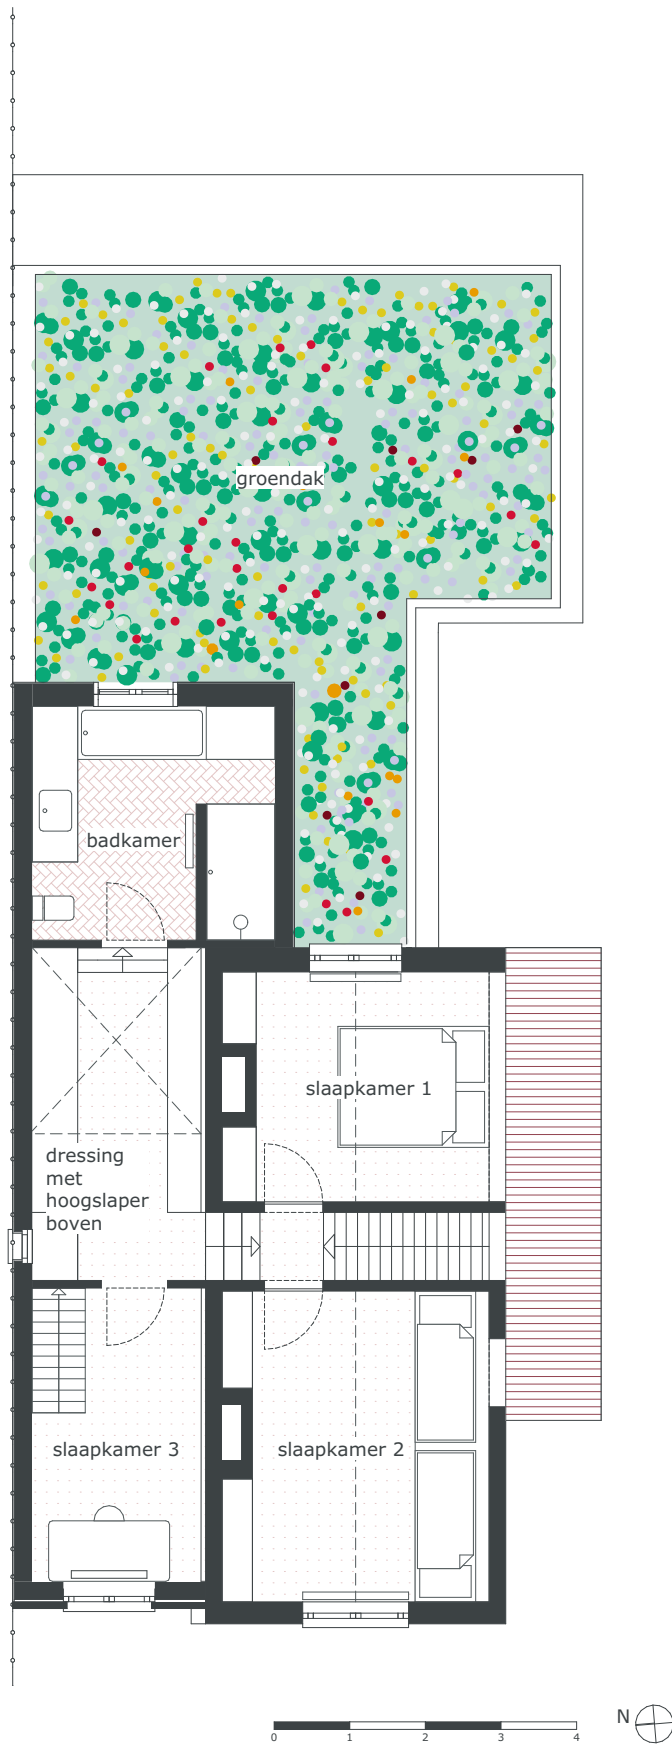 groendak
badkamer
slaapkamer 1
dressing
met
hoogslaper
boven
slaapkamer 3
slaapkamer 2
N
0 1 2 3 4